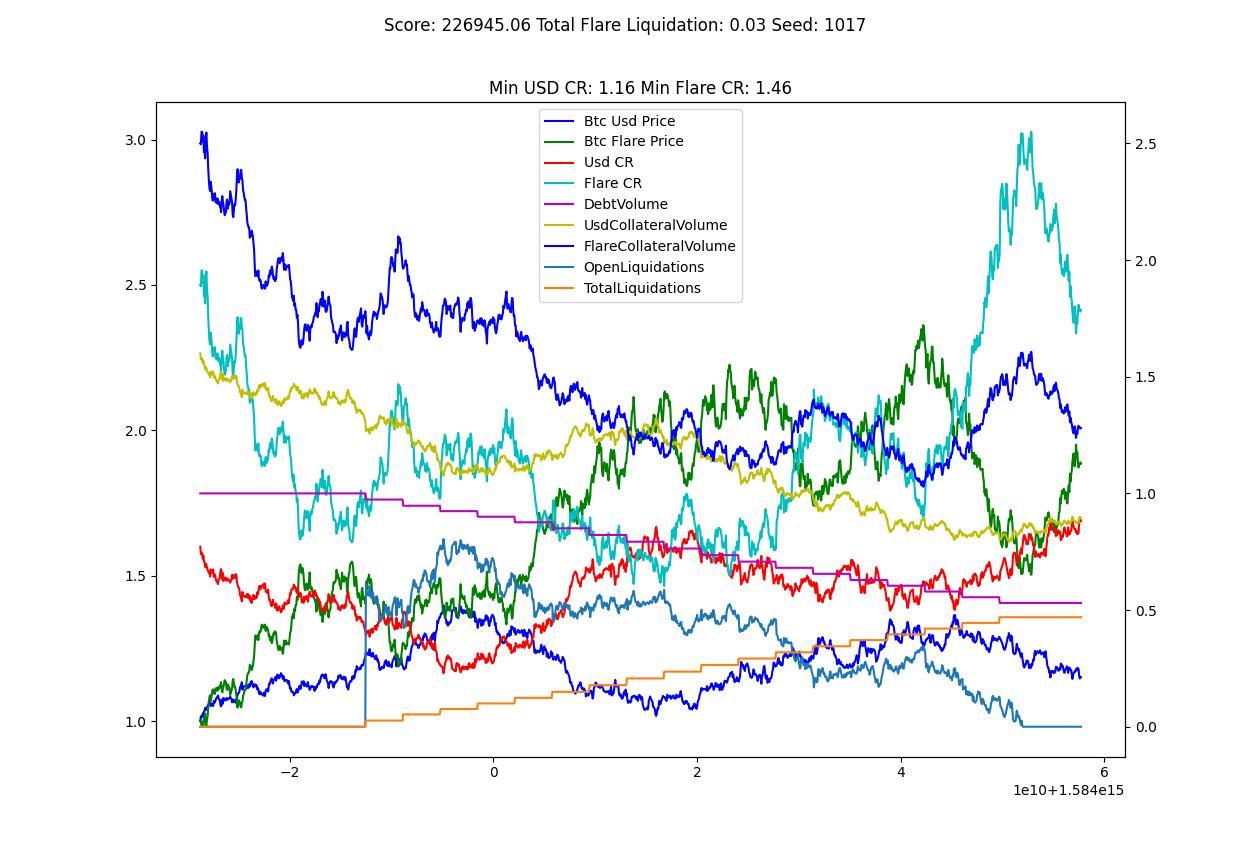 Score: 226945.06 Total Flare Liquidation: 0.03 Seed: 1017
Min USD CR: 1.16 Min Flare CR: 1.46
Btc Usd Price
Btc Flare Price
Usd CR
Flare CR
DebtVolume
UsdCollateralVolume
FlareCollateralVolume
OpenLiquidations
TotalLiquidations
3.0
2.5
2.0
1.5
1.0
2.5
2.0
1.5
1.0
0.5
0.0
−2
0
2
4
6
1e10+1.584e15